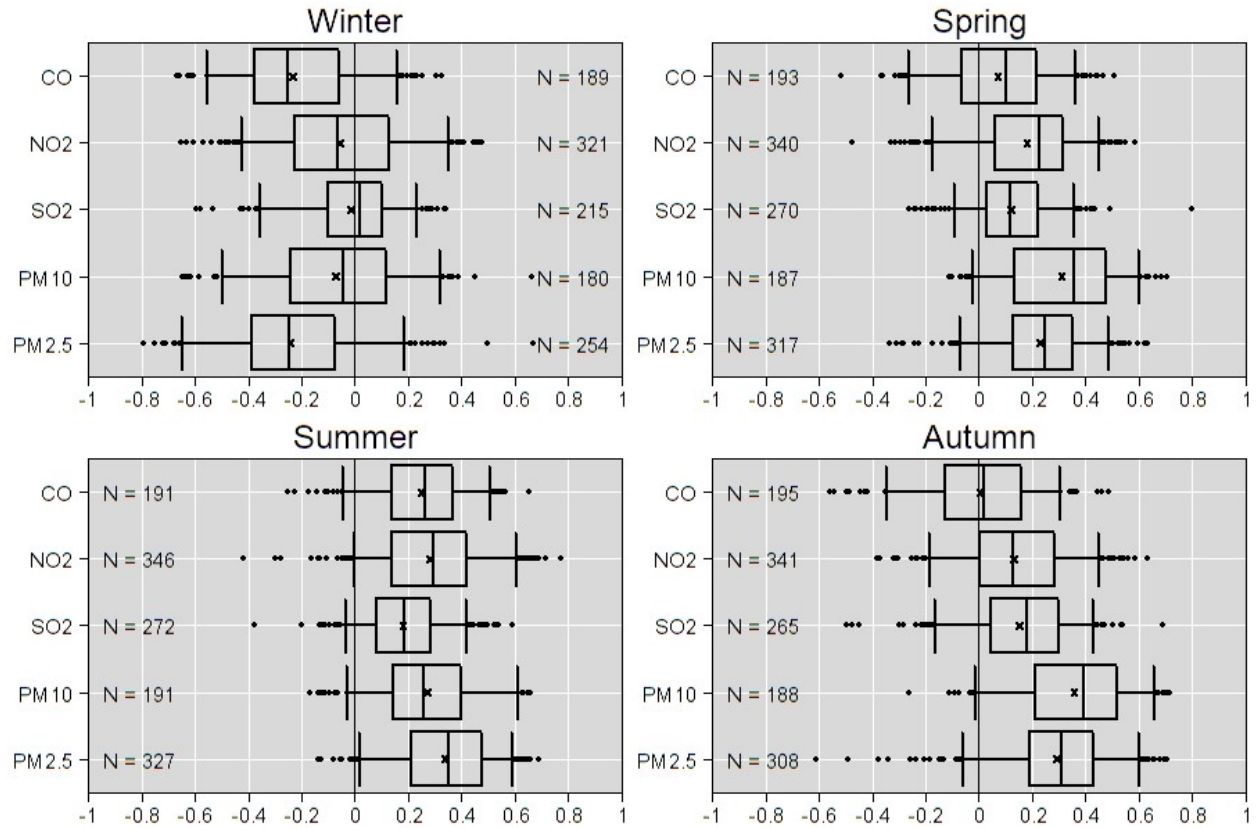 Winter
CO N = 189
NO2 N = 321
SO2 N = 215
PM10 N = 180
PM2.5 N = 254
-1 -0.8 -0.6 -0.4 -0.2 0 0.2 0.4 0.6 0.8 1
Spring
CO N = 193
NO2 N = 340
SO2 N = 270
PM10 N = 187
PM2.5 N = 317
-1 -0.8 -0.6 -0.4 -0.2 0 0.2 0.4 0.6 0.8 1
Summer
CO N = 191
NO2 N = 346
SO2 N = 272
PM10 N = 191
PM2.5 N = 327
-1 -0.8 -0.6 -0.4 -0.2 0 0.2 0.4 0.6 0.8 1
Autumn
CO N = 195
NO2 N = 341
SO2 N = 265
PM10 N = 188
PM2.5 N = 308
-1 -0.8 -0.6 -0.4 -0.2 0 0.2 0.4 0.6 0.8 1